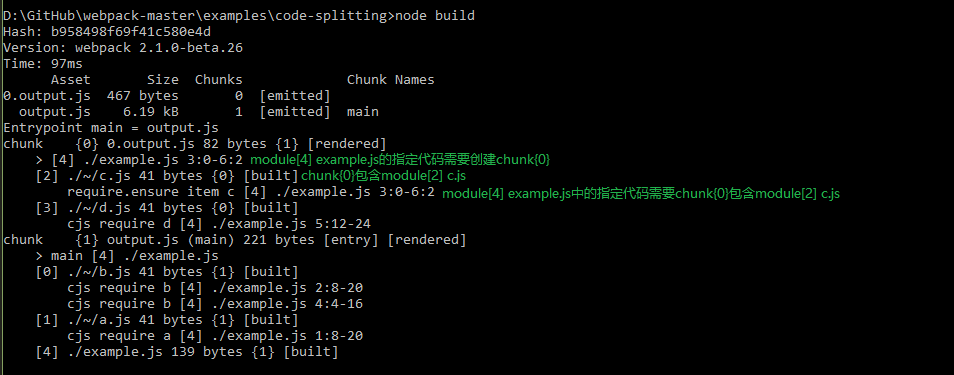 D:\GitHub\webpack-master\examples\code-splitting>node build
Hash: b958498f69f41c580e4d
Version: webpack 2.1.0-beta.26
Time: 97ms
Asset Size Chunks Chunk Names
0.output.js 467 bytes 0 [emitted]
output.js 6.19 kB 1 [emitted] main
Entrypoint main = output.js
chunk {0} 0.output.js 82 bytes {1} [rendered]
> [4] ./example.js 3:0-6:2 module[4] example.js的指定代码需要创建chunk{0}
[2] ./~/c.js 41 bytes {0} [built] chunk{0}包含module[2] c.js
require.ensure item c [4] ./example.js 3:0-6:2 module[4] example.js中的指定代码需要chunk{0}包含module[2] c.js
[3] ./~/d.js 41 bytes {0} [built]
cjs require d [4] ./example.js 5:12-24
chunk {1} output.js (main) 221 bytes [entry] [rendered]
> main [4] ./example.js
[0] ./~/b.js 41 bytes {1} [built]
cjs require b [4] ./example.js 2:8-20
cjs require b [4] ./example.js 4:4-16
[1] ./~/a.js 41 bytes {1} [built]
cjs require a [4] ./example.js 1:8-20
[4] ./example.js 139 bytes {1} [built]